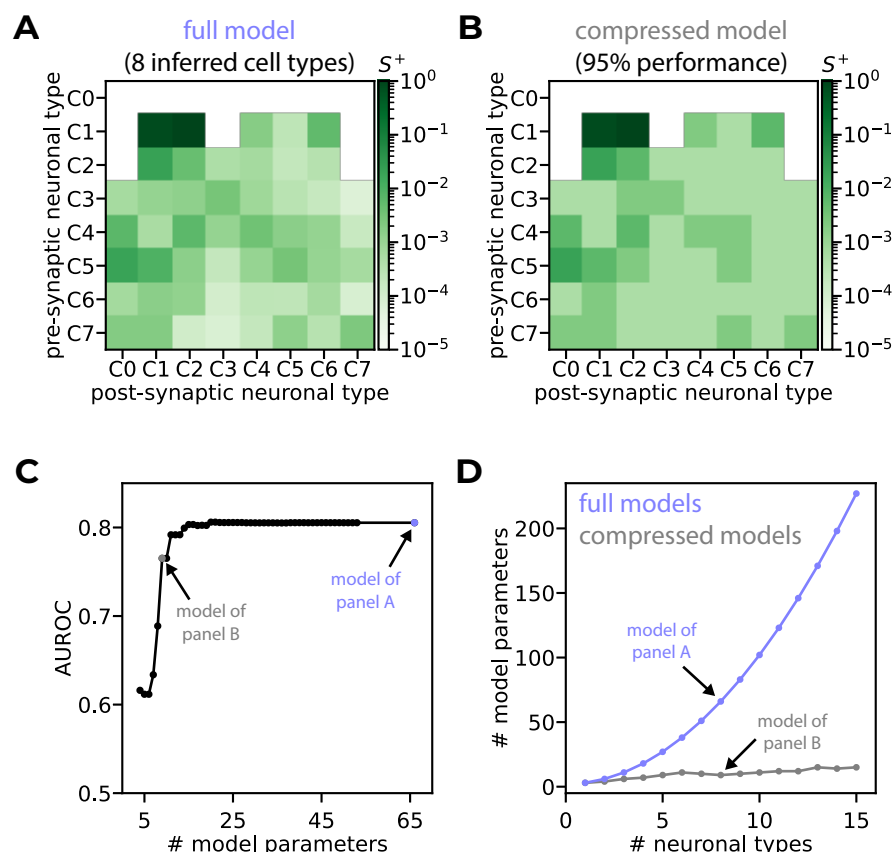 A
full model
(8 inferred cell types)
S+
pre-synaptic neuronal type
C0
C1
C2
C3
C4
C5
C6
C7
C0 C1 C2 C3 C4 C5 C6 C7
post-synaptic neuronal type
10^0
10^-1
10^-2
10^-3
10^-4
10^-5
B
compressed model
(95% performance)
S+
pre-synaptic neuronal type
C0
C1
C2
C3
C4
C5
C6
C7
C0 C1 C2 C3 C4 C5 C6 C7
post-synaptic neuronal type
10^0
10^-1
10^-2
10^-3
10^-4
10^-5
C
AUROC
0.8
0.7
0.6
0.5
model of
panel B
model of
panel A
5 25 45 65
# model parameters
D
full models
compressed models
# model parameters
200
150
100
50
0
model of
panel A
model of
panel B
0 5 10 15
# neuronal types